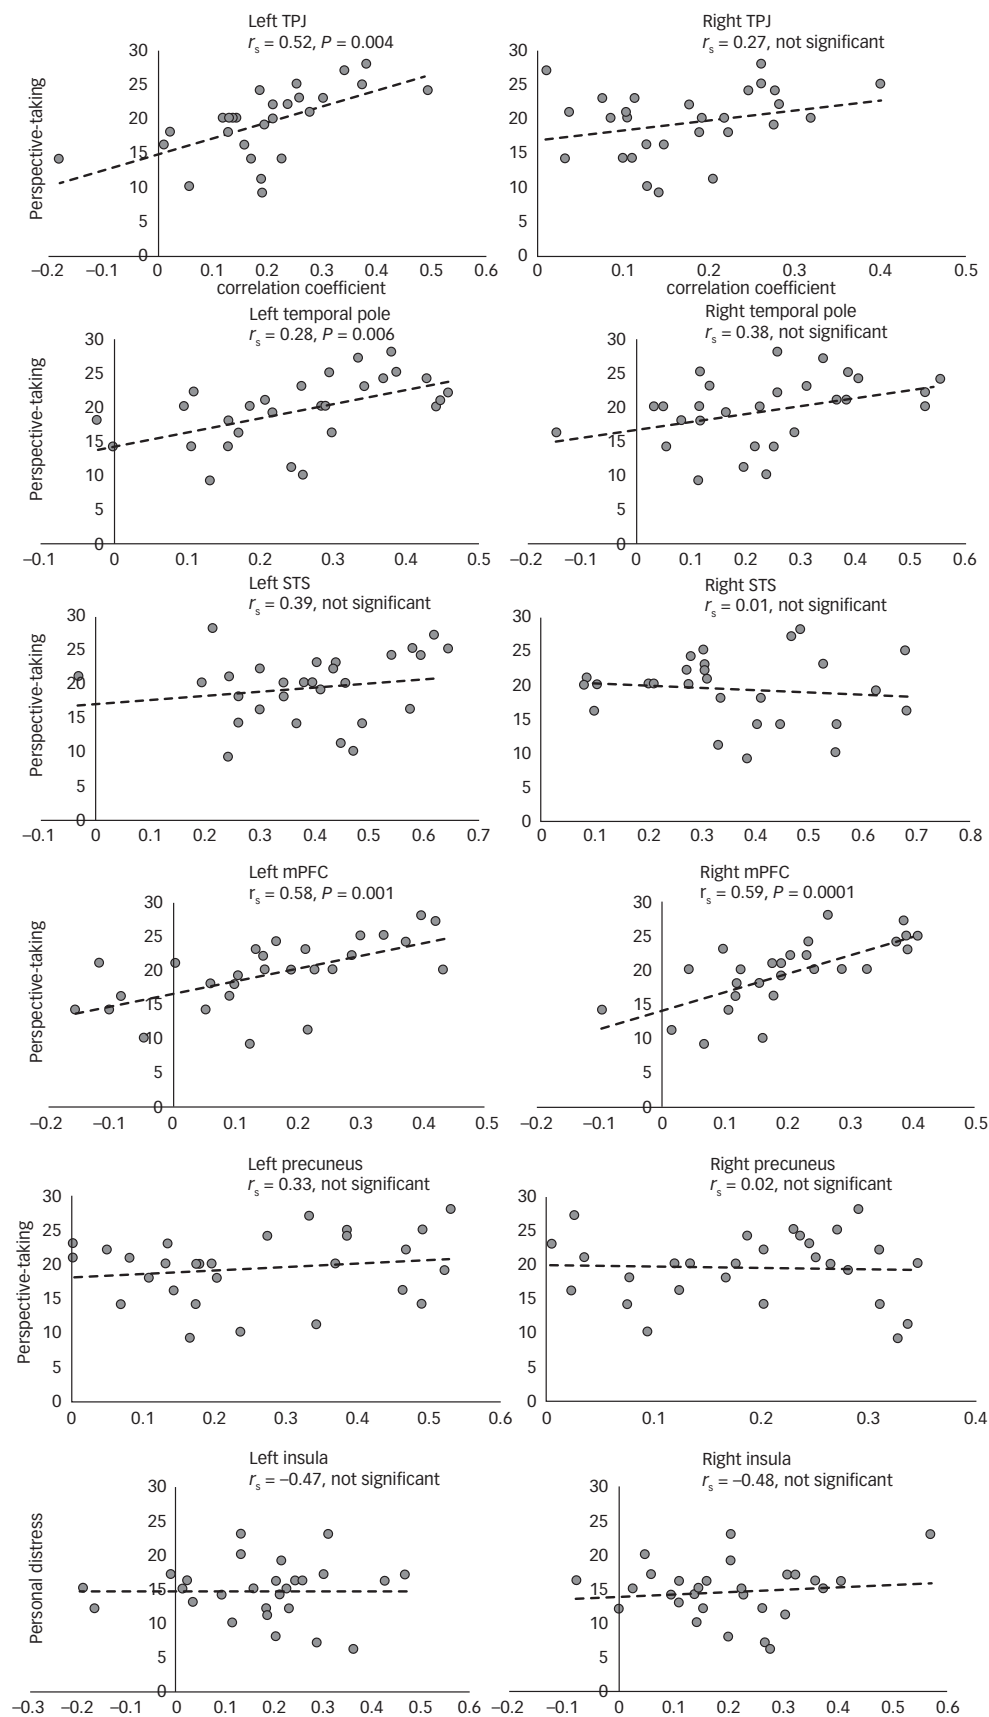 Left TPJ
rs = 0.52, P = 0.004
Perspective-taking
30
25
20
15
10
5
0
–0.2 –0.1 0 0.1 0.2 0.3 0.4 0.5 0.6
correlation coefficient
Right TPJ
rs = 0.27, not significant
30
25
20
15
10
5
0
0 0.1 0.2 0.3 0.4 0.5
correlation coefficient
Left temporal pole
rs = 0.28, P = 0.006
Perspective-taking
30
25
20
15
10
5
0
–0.1 0 0.1 0.2 0.3 0.4 0.5
Right temporal pole
rs = 0.38, not significant
30
25
20
15
10
5
0
–0.2 –0.1 0 0.1 0.2 0.3 0.4 0.5 0.6
Left STS
rs = 0.39, not significant
Perspective-taking
30
25
20
15
10
5
0
–0.1 0 0.1 0.2 0.3 0.4 0.5 0.6 0.7
Right STS
rs = 0.01, not significant
30
25
20
15
10
5
0
0 0.1 0.2 0.3 0.4 0.5 0.6 0.7 0.8
Left mPFC
rs = 0.58, P = 0.001
Perspective-taking
30
25
20
15
10
5
0
–0.2 –0.1 0 0.1 0.2 0.3 0.4 0.5
Right mPFC
rs = 0.59, P = 0.0001
30
25
20
15
10
5
0
–0.2 –0.1 0 0.1 0.2 0.3 0.4 0.5
Left precuneus
rs = 0.33, not significant
Perspective-taking
30
25
20
15
10
5
0
0 0.1 0.2 0.3 0.4 0.5 0.6
Right precuneus
rs = 0.02, not significant
30
25
20
15
10
5
0
0 0.1 0.2 0.3 0.4
Left insula
rs = –0.47, not significant
Personal distress
30
25
20
15
10
5
0
–0.3 –0.2 –0.1 0 0.1 0.2 0.3 0.4 0.5 0.6
Right insula
rs = –0.48, not significant
30
25
20
15
10
5
0
–0.2 –0.1 0 0.1 0.2 0.3 0.4 0.5 0.6